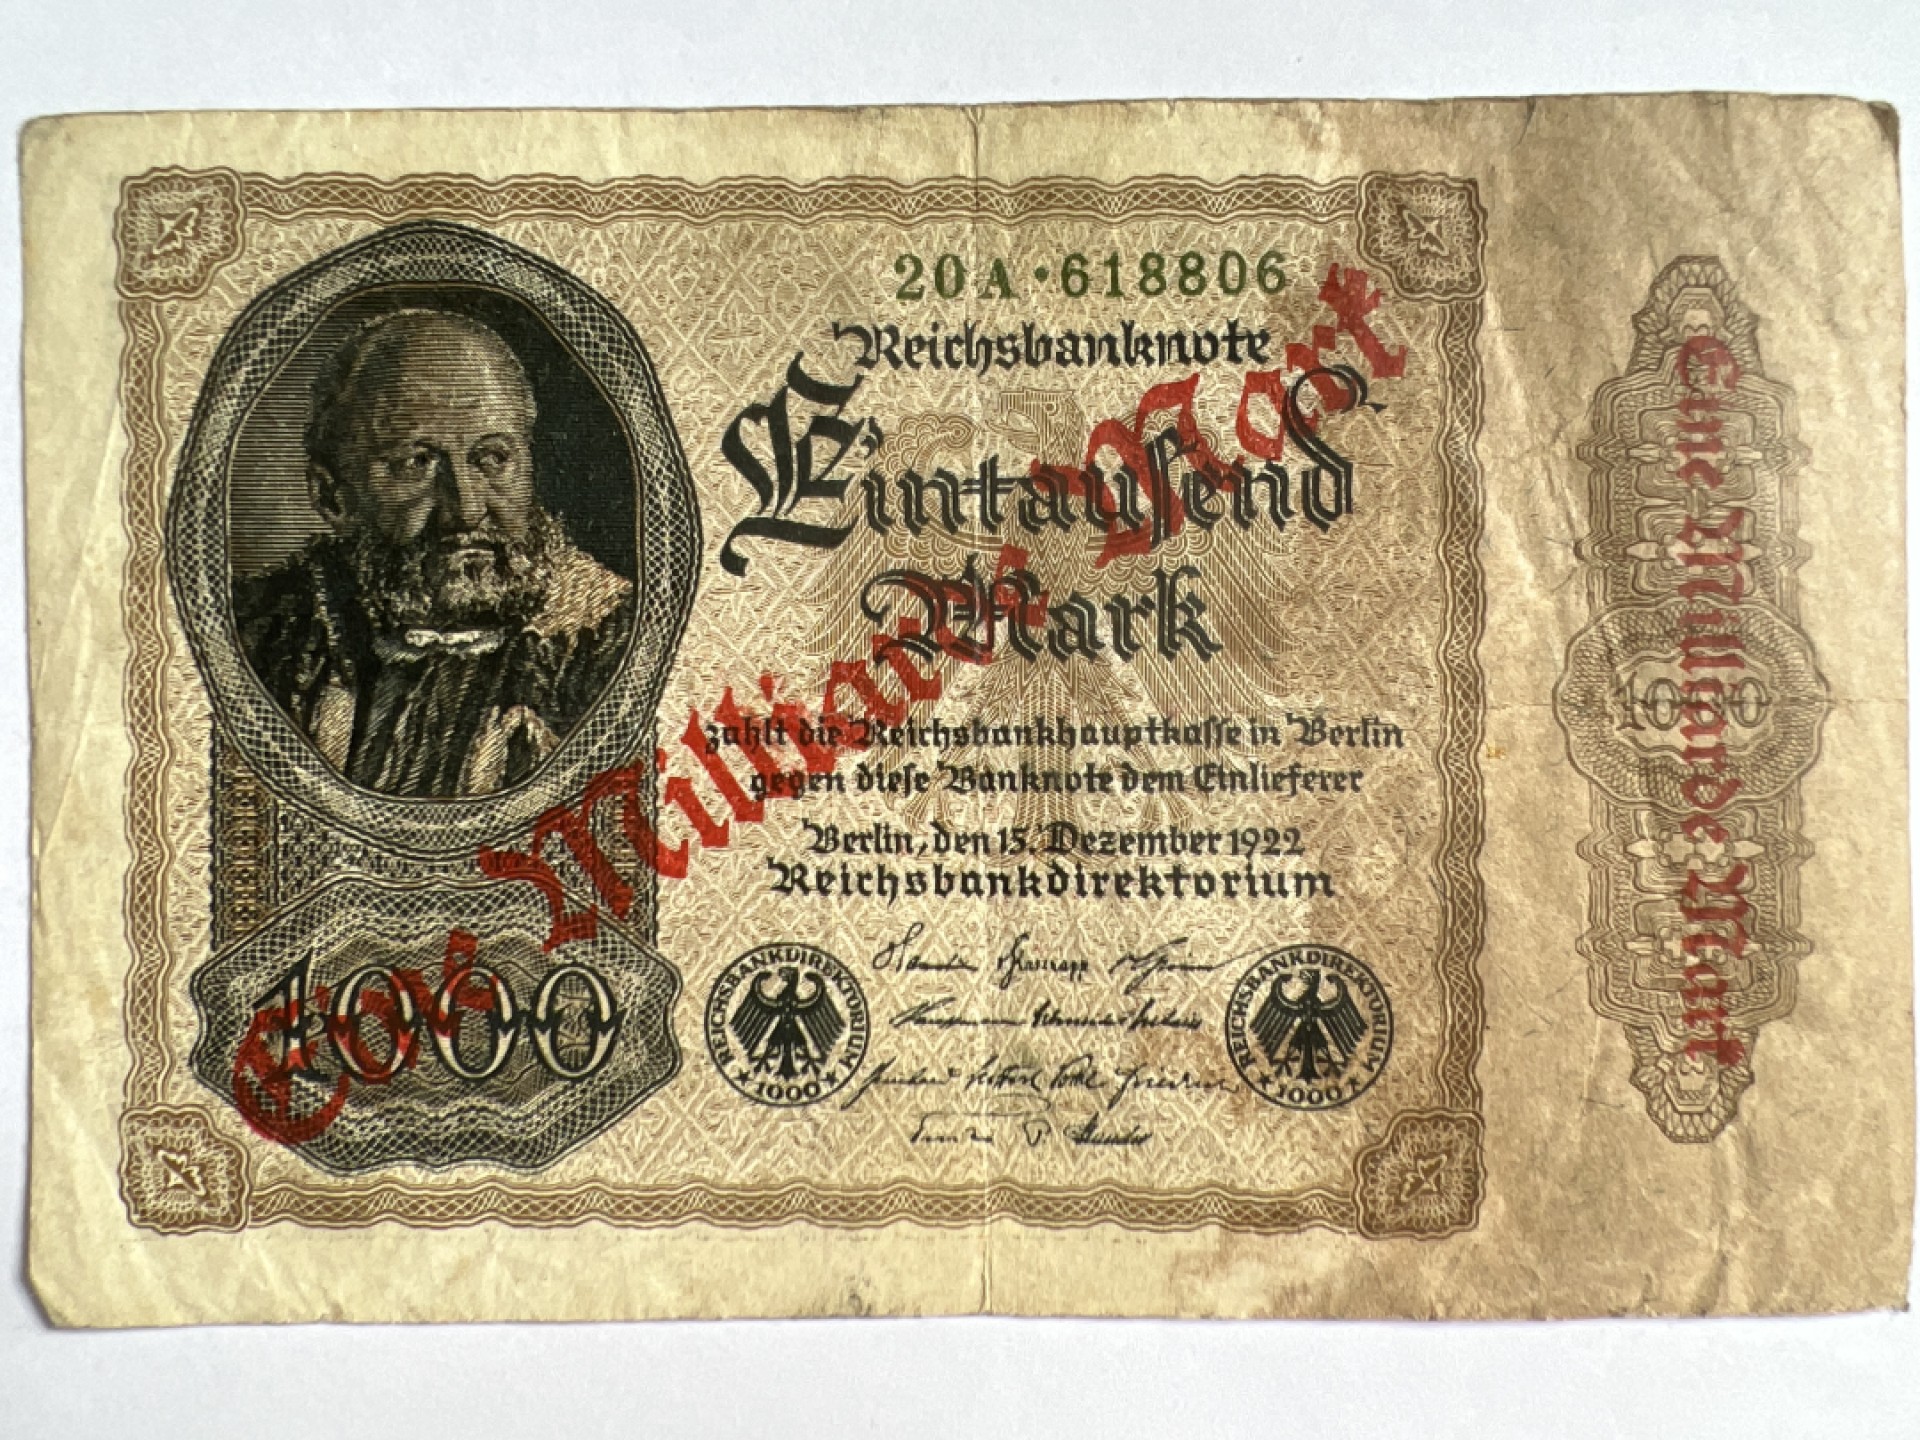 20A·618806
Reichsbanknote
Eintausend
Mark
zahlt die Reichsbankhauptkasse in Berlin
gegen diese Banknote dem Einlieferer
Berlin, den 15. Dezember 1922
Reichsbankdirektorium
Eine Milliarde Mark
1000
REICHSBANKDIREKTORIUM
★1000★
REICHSBANKDIREKTORIUM
★1000★
Eine Milliarde Mark
1000